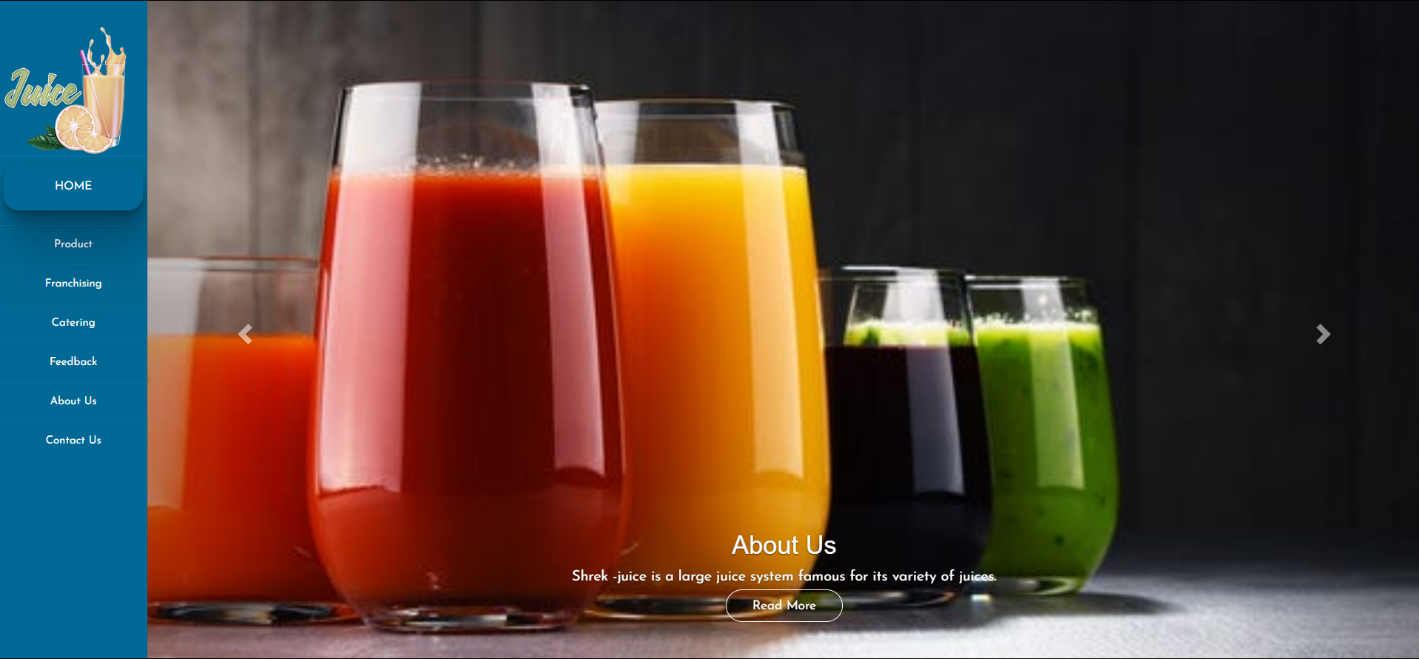 Juice
HOME
Product
Franchising
Catering
Feedback
About Us
Contact Us
About Us
Shrek -juice is a large juice system famous for its variety of juices.
Read More